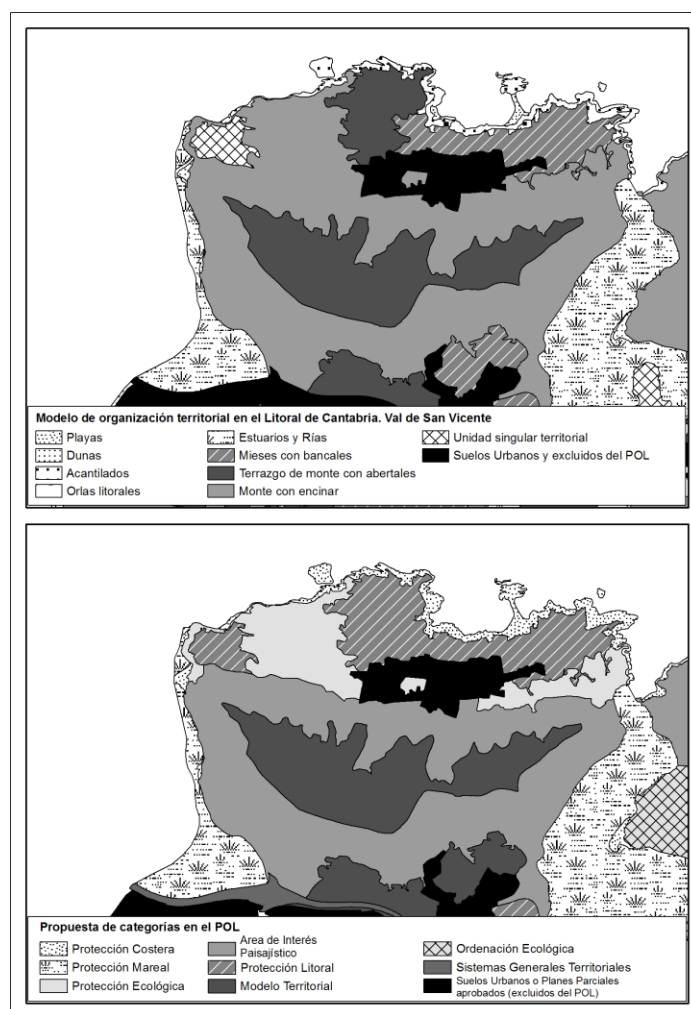 Modelo de organización territorial en el Litoral de Cantabria. Val de San Vicente
Playas
Dunas
Acantilados
Orlas litorales
Estuarios y Rías
Mieses con bancales
Terrazgo de monte con abertales
Monte con encinar
Unidad singular territorial
Suelos Urbanos y excluidos del POL
Propuesta de categorías en el POL
Protección Costera
Protección Mareal
Protección Ecológica
Area de Interés
Paisajístico
Protección Litoral
Modelo Territorial
Ordenación Ecológica
Sistemas Generales Territoriales
Suelos Urbanos o Planes Parciales
aprobados (excluidos del POL)